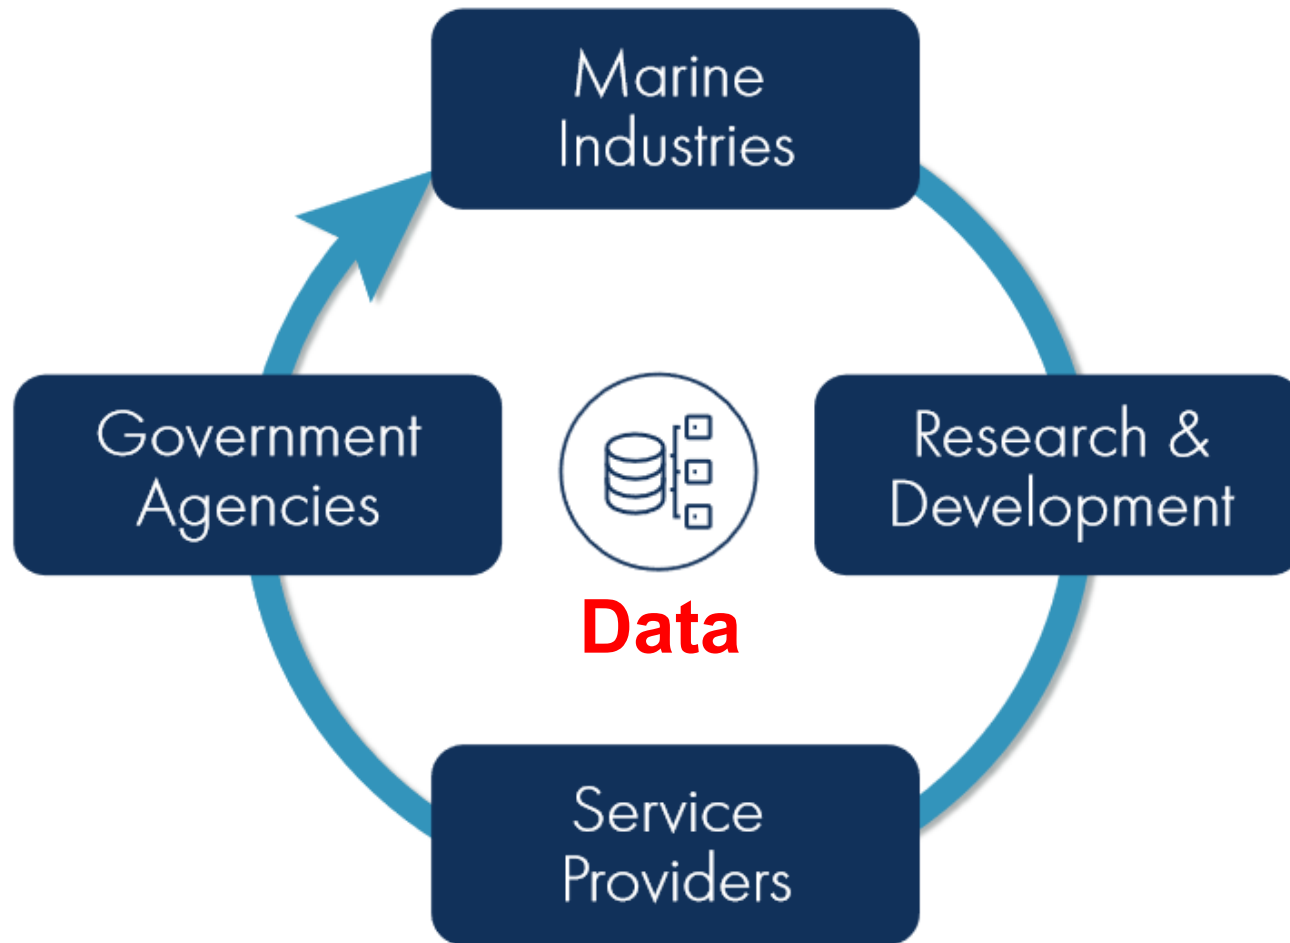 Marine
Industries
Government
Agencies
Research &
Development
Data
Service
Providers